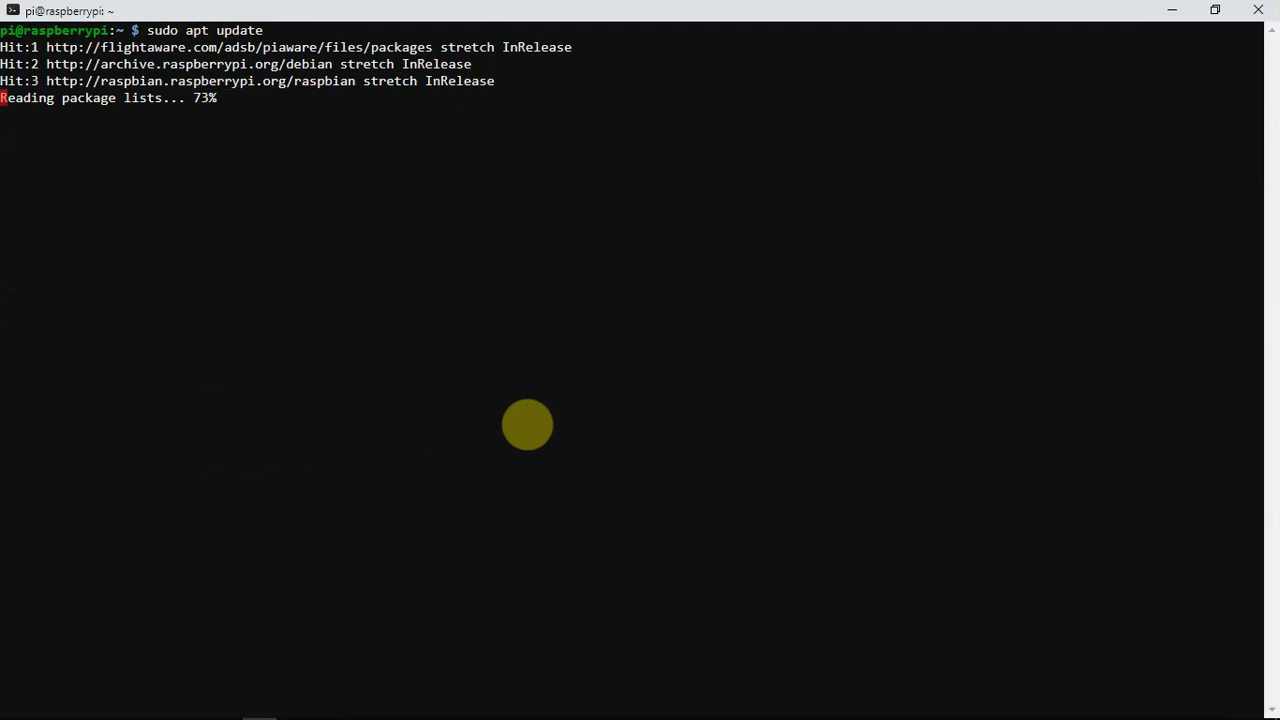 pi@raspberrypi: ~
pi@raspberrypi:~ $ sudo apt update
Hit:1 http://flightaware.com/adsb/piaware/files/packages stretch InRelease
Hit:2 http://archive.raspberrypi.org/debian stretch InRelease
Hit:3 http://raspbian.raspberrypi.org/raspbian stretch InRelease
Reading package lists... 73%